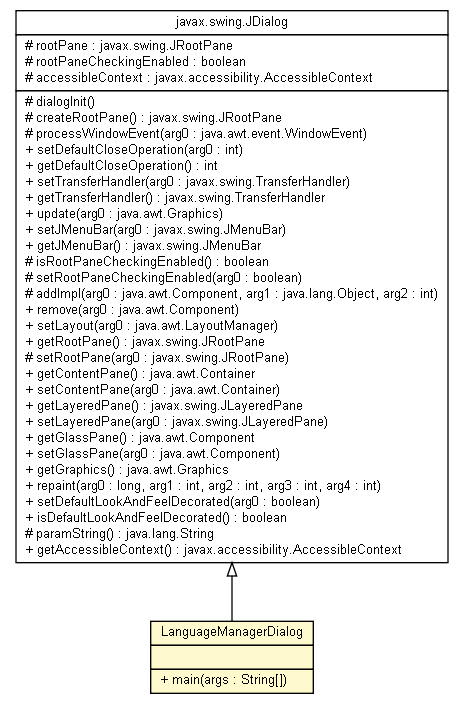 javax.swing.JDialog
# rootPane : javax.swing.JRootPane
# rootPaneCheckingEnabled : boolean
# accessibleContext : javax.accessibility.AccessibleContext
# dialogInit()
# createRootPane() : javax.swing.JRootPane
# processWindowEvent(arg0 : java.awt.event.WindowEvent)
+ setDefaultCloseOperation(arg0 : int)
+ getDefaultCloseOperation() : int
+ setTransferHandler(arg0 : javax.swing.TransferHandler)
+ getTransferHandler() : javax.swing.TransferHandler
+ update(arg0 : java.awt.Graphics)
+ setJMenuBar(arg0 : javax.swing.JMenuBar)
+ getJMenuBar() : javax.swing.JMenuBar
# isRootPaneCheckingEnabled() : boolean
# setRootPaneCheckingEnabled(arg0 : boolean)
# addImpl(arg0 : java.awt.Component, arg1 : java.lang.Object, arg2 : int)
+ remove(arg0 : java.awt.Component)
+ setLayout(arg0 : java.awt.LayoutManager)
+ getRootPane() : javax.swing.JRootPane
# setRootPane(arg0 : javax.swing.JRootPane)
+ getContentPane() : java.awt.Container
+ setContentPane(arg0 : java.awt.Container)
+ getLayeredPane() : javax.swing.JLayeredPane
+ setLayeredPane(arg0 : javax.swing.JLayeredPane)
+ getGlassPane() : java.awt.Component
+ setGlassPane(arg0 : java.awt.Component)
+ getGraphics() : java.awt.Graphics
+ repaint(arg0 : long, arg1 : int, arg2 : int, arg3 : int, arg4 : int)
+ setDefaultLookAndFeelDecorated(arg0 : boolean)
+ isDefaultLookAndFeelDecorated() : boolean
# paramString() : java.lang.String
+ getAccessibleContext() : javax.accessibility.AccessibleContext
LanguageManagerDialog
+ main(args : String[])